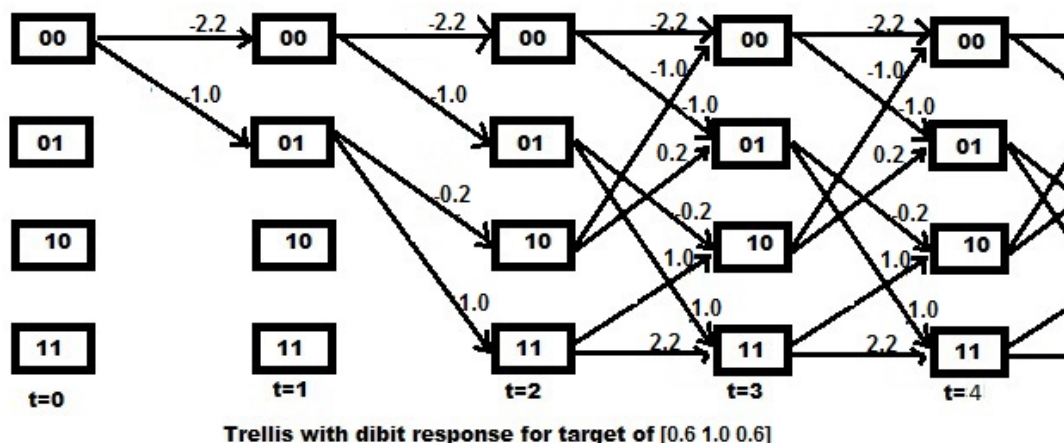 -2.2 -2.2 -2.2 -2.2
00 00 00 00 00
-1.0 -1.0 -1.0 -1.0
-1.0 -1.0
01 01 01 01 01
0.2 0.2
-0.2 -0.2 -0.2
10 10 10 10 10
1.0 1.0
1.0 1.0 1.0
2.2 2.2
11 11 11 11 11
t=0 t=1 t=2 t=3 t=4
Trellis with dibit response for target of [0.6 1.0 0.6]